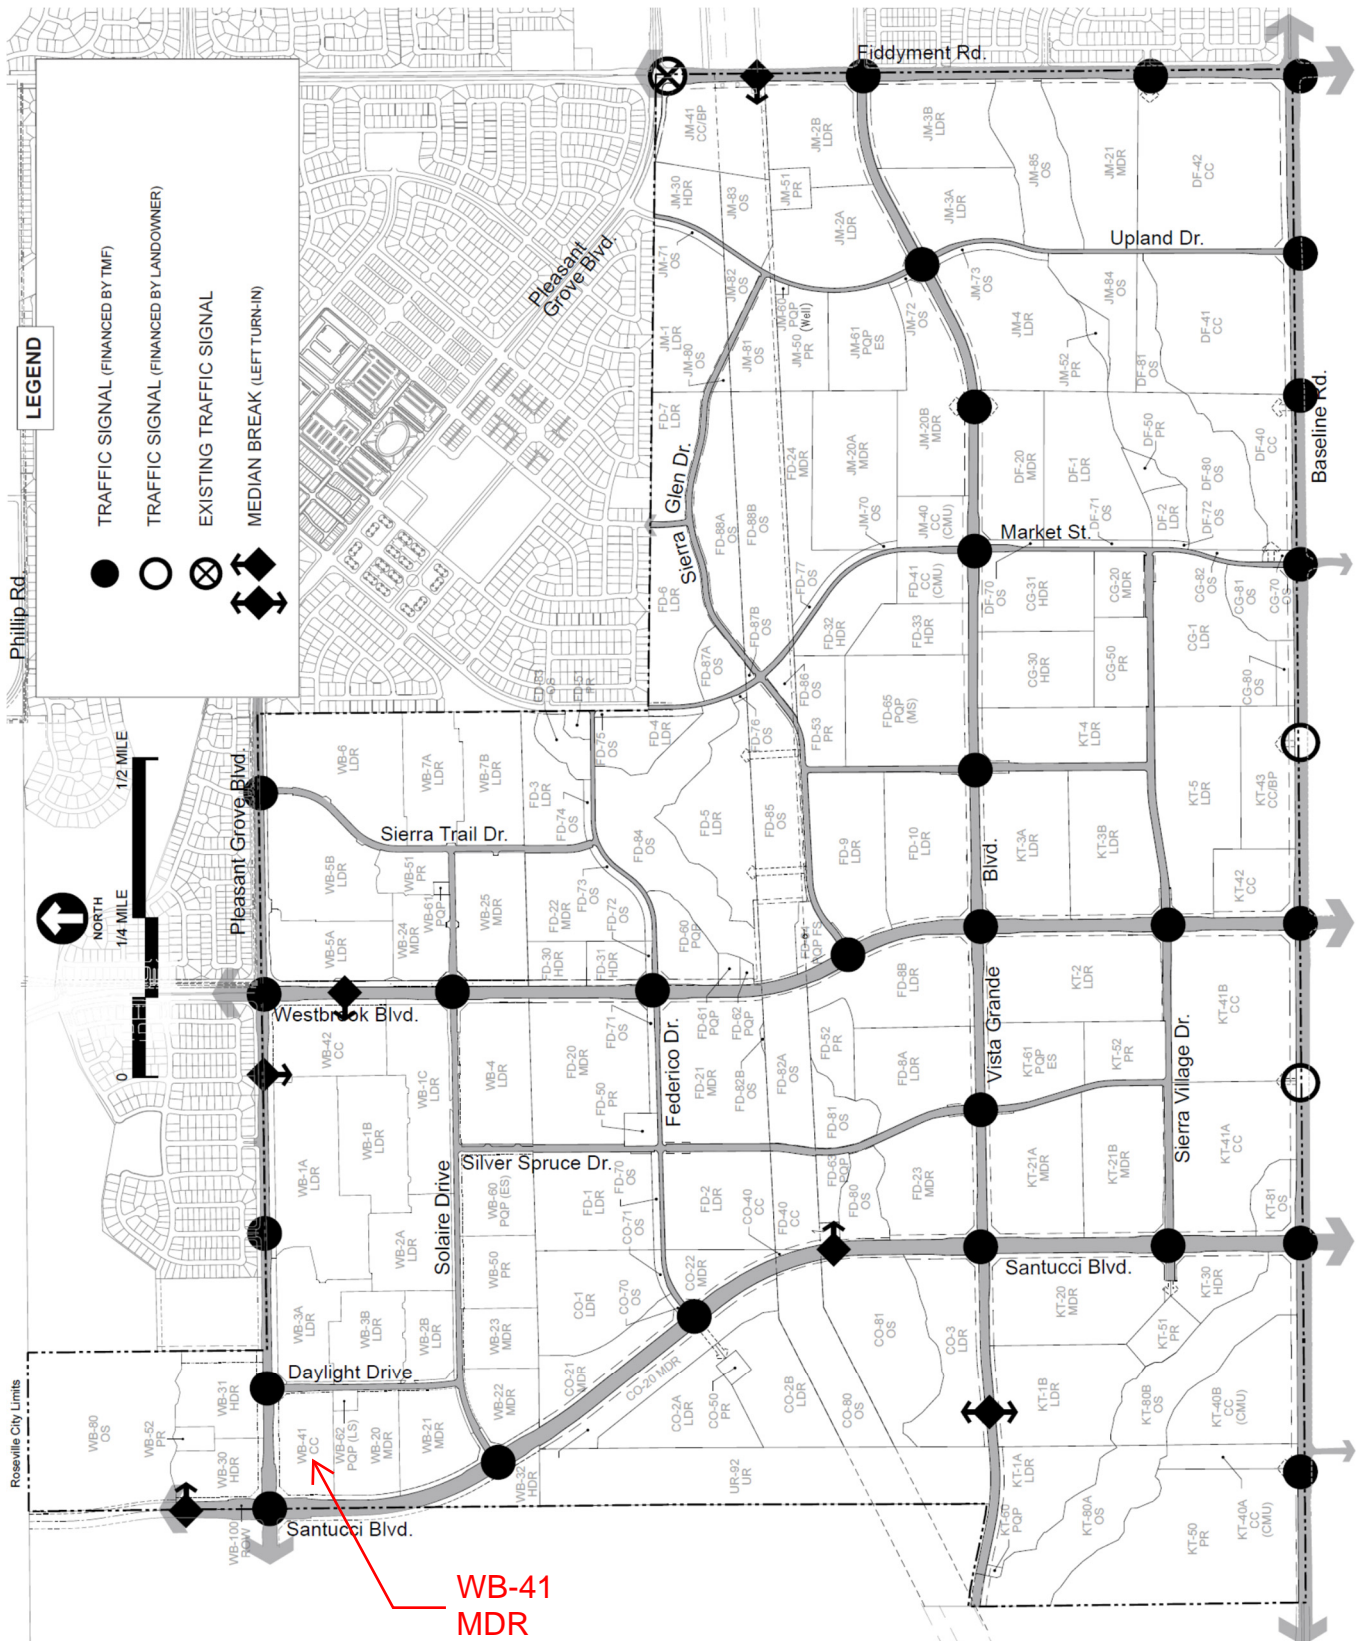 Fiddyment Rd.
Phillip Rd.
LEGEND
TRAFFIC SIGNAL (FINANCED BY TMF)
TRAFFIC SIGNAL (FINANCED BY LANDOWNER)
EXISTING TRAFFIC SIGNAL
MEDIAN BREAK (LEFT TURN-IN)
NORTH
0
1/4 MILE
1/2 MILE
Pleasant
Grove Blvd.
Pleasant Grove Blvd.
Sierra Glen Dr.
Upland Dr.
Baseline Rd.
Market St.
Sierra Trail Dr.
Westbrook Blvd.
Federico Dr.
Vista Grande
Blvd.
Sierra Village Dr.
Silver Spruce Dr.
Solaire Drive
Santucci Blvd.
Daylight Drive
Santucci Blvd.
Roseville City Limits
JM-41
CC/BP
JM-30
HDR
JM-83
OS
JM-51
PR
JM-2B
LDR
JM-3B
LDR
JM-85
OS
JM-21
MDR
DF-42
CC
JM-71
OS
JM-82
OS
JM-2A
LDR
JM-3A
LDR
JM-1
LDR
JM-80
OS
JM-81
OS
JM-60
PQP
(Well)
JM-50
PR
JM-61
PQP
ES
JM-72
OS
JM-73
OS
JM-4
LDR
JM-84
OS
JM-52
PR
DF-81
OS
DF-41
CC
FD-7
LDR
FD-24
MDR
JM-20A
MDR
JM-20B
MDR
DF-20
MDR
DF-1
LDR
DF-50
PR
DF-80
OS
DF-40
CC
FD-6
LDR
FD-88A
OS
FD-88B
OS
FD-77
OS
JM-70
OS
JM-40
CC
(CMU)
DF-71
OS
DF-2
LDR
DF-72
OS
FD-87A
OS
FD-87B
OS
FD-32
HDR
FD-41
CC
(CMU)
FD-33
HDR
DF-70
OS
CG-31
HDR
CG-20
MDR
CG-82
OS
CG-81
OS
CG-70
OS
CG-30
HDR
CG-50
PR
CG-1
LDR
CG-80
OS
FD-83
OS
FD-51
PR
FD-75
OS
FD-4
LDR
FD-76
OS
FD-86
OS
FD-53
PR
FD-65
PQP
(MS)
KT-4
LDR
WB-6
LDR
WB-7A
LDR
WB-7B
LDR
FD-3
LDR
FD-74
OS
FD-84
OS
FD-5
LDR
FD-85
OS
FD-9
LDR
FD-10
LDR
KT-3A
LDR
KT-3B
LDR
KT-5
LDR
KT-43
CC/BP
KT-42
CC
WB-5B
LDR
WB-51
PR
WB-61
PQP
WB-25
MDR
WB-5A
LDR
WB-24
MDR
FD-22
MDR
FD-73
OS
FD-72
OS
FD-30
HDR
FD-31
HDR
FD-60
PQP
FD-64
PQP FS
FD-8B
LDR
KT-2
LDR
KT-41B
CC
WB-42
CC
WB-4
LDR
FD-20
MDR
FD-71
OS
FD-61
PQP
FD-62
PQP
FD-52
PR
FD-8A
LDR
KT-61
PQP
ES
KT-52
PR
WB-1C
LDR
FD-50
PR
FD-21
MDR
FD-82B
OS
FD-82A
OS
FD-81
OS
WB-1A
LDR
WB-1B
LDR
WB-60
PQP (ES)
FD-1
LDR
FD-70
OS
FD-2
LDR
FD-63
PQP
FD-80
OS
FD-23
MDR
KT-21A
MDR
KT-21B
MDR
KT-41A
CC
KT-81
OS
WB-2A
LDR
WB-50
PR
CO-71
OS
CO-40
CC
FD-40
CC
WB-3A
LDR
WB-3B
LDR
WB-2B
LDR
WB-23
MDR
CO-1
LDR
CO-70
OS
CO-22
MDR
CO-81
OS
CO-3
LDR
KT-20
MDR
KT-51
PR
KT-30
HDR
WB-80
OS
WB-52
PR
WB-31
HDR
WB-30
HDR
WB-41
CC
WB-62
PQP (LS)
WB-20
MDR
WB-21
MDR
WB-22
MDR
CO-21
MDR
CO-20 MDR
CO-2A
LDR
CO-50
PR
CO-2B
LDR
CO-80
OS
KT-1B
LDR
KT-80B
OS
KT-40B
CC
(CMU)
WB-32
HDR
UR-92
UR
KT-1A
LDR
KT-60
PQP
KT-80A
OS
KT-50
PR
KT-40A
CC
(CMU)
WB-100
ROW
WB-41
MDR